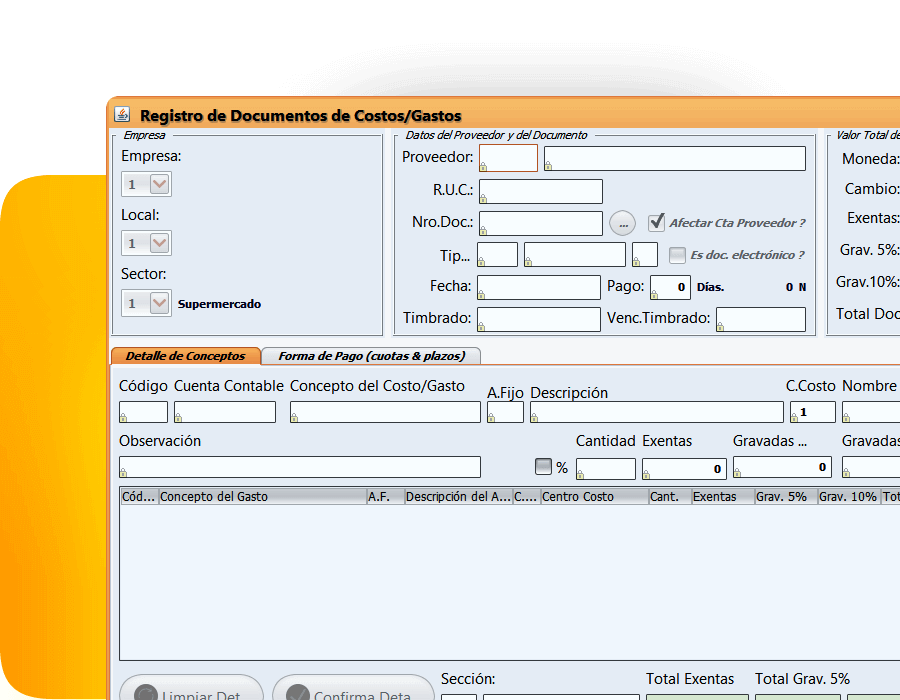 Registro de Documentos de Costos/Gastos
Empresa
Empresa:
1
Local:
1
Sector:
1 Supermercado
Datos del Proveedor y del Documento
Proveedor:
R.U.C.:
Nro.Doc.: ... Afectar Cta Proveedor ?
Tip... Es doc. electrónico ?
Fecha: Pago: 0 Días. 0 N
Timbrado: Venc.Timbrado:
Valor Total de
Moneda:
Cambio:
Exentas:
Grav. 5%:
Grav.10%:
Total Doc
Detalle de Conceptos Forma de Pago (cuotas & plazos)
Código Cuenta Contable Concepto del Costo/Gasto A.Fijo Descripción C.Costo Nombre
1
Observación Cantidad Exentas Gravadas ... Gravadas
% 0 0
Cód... Concepto del Gasto A.F. Descripción del A... C.... Centro Costo Cant. Exentas Grav. 5% Grav. 10% Tot
Limpiar Det Confirma Deta Sección: Total Exentas Total Grav. 5%